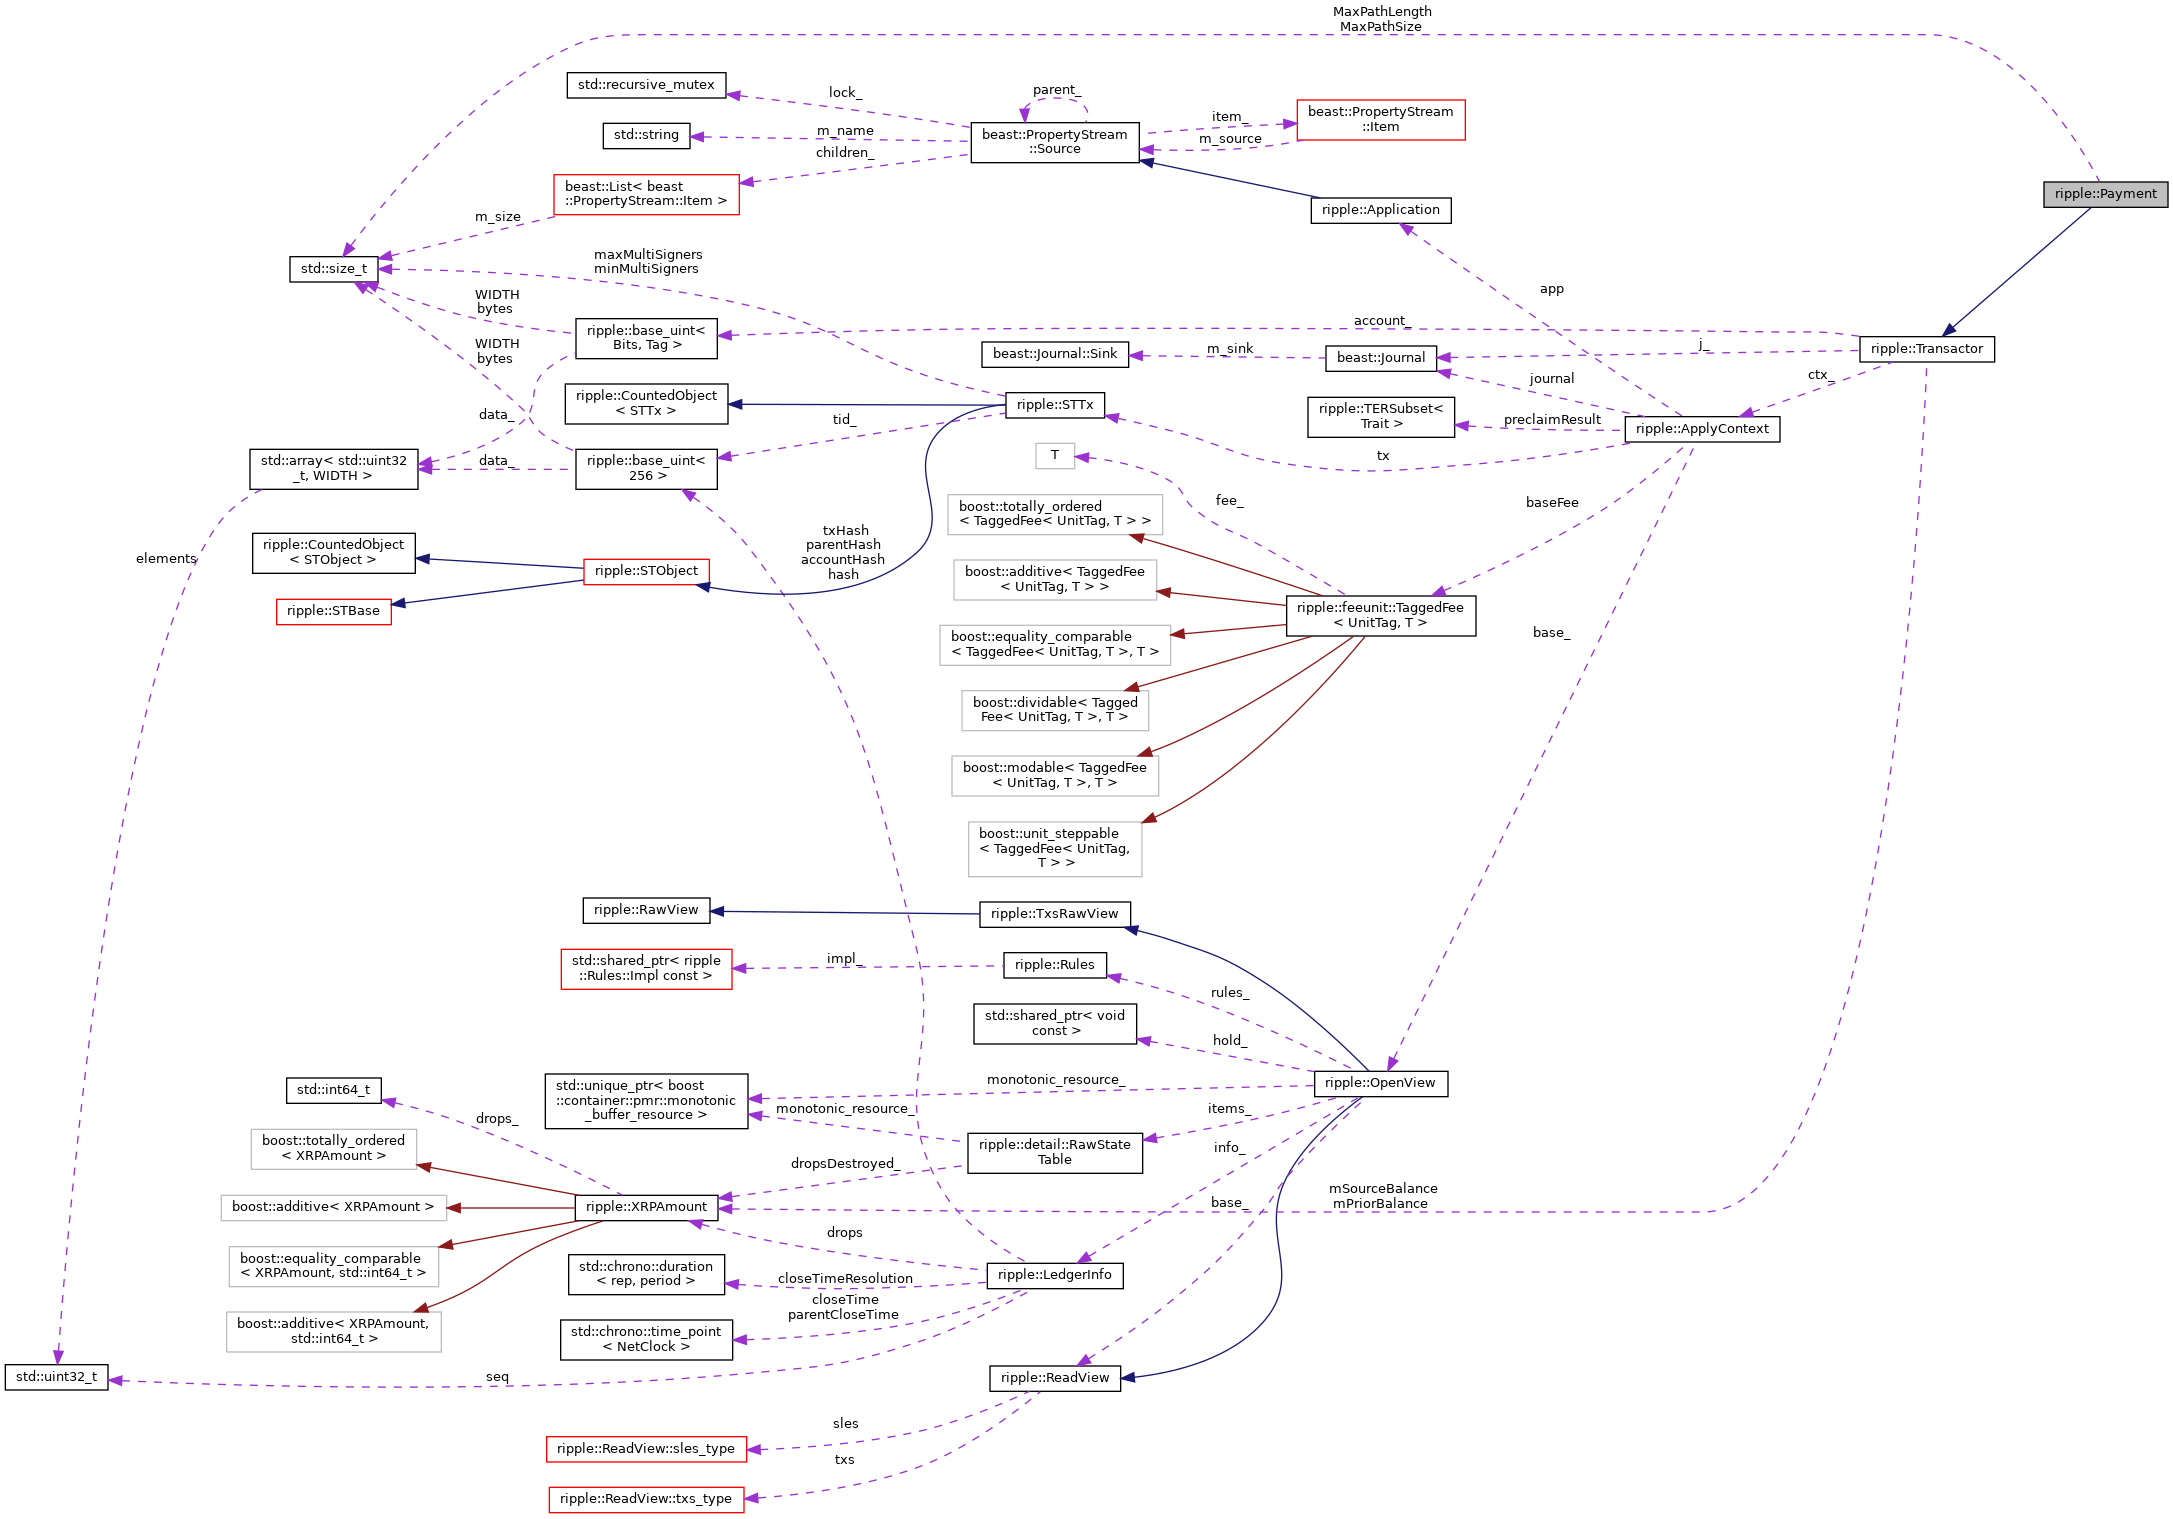 MaxPathLength
MaxPathSize
std::recursive_mutex
lock_
parent_
beast::PropertyStream
::Item
item_
std::string
m_name
beast::PropertyStream
::Source
m_source
children_
beast::List< beast
::PropertyStream::Item >
ripple::Payment
m_size
ripple::Application
std::size_t
maxMultiSigners
minMultiSigners
app
WIDTH
bytes
ripple::base_uint<
Bits, Tag >
account_
ripple::Transactor
WIDTH
bytes
beast::Journal::Sink
m_sink
beast::Journal
j_
journal
ctx_
ripple::CountedObject
< STTx >
ripple::STTx
ripple::TERSubset<
Trait >
preclaimResult
ripple::ApplyContext
data_
tid_
tx
std::array< std::uint32
_t, WIDTH >
data_
ripple::base_uint<
256 >
T
fee_
baseFee
boost::totally_ordered
< TaggedFee< UnitTag, T > >
elements
ripple::CountedObject
< STObject >
txHash
parentHash
accountHash
hash
ripple::STObject
boost::additive< TaggedFee
< UnitTag, T > >
ripple::STBase
ripple::feeunit::TaggedFee
< UnitTag, T >
boost::equality_comparable
< TaggedFee< UnitTag, T >, T >
base_
boost::dividable< Tagged
Fee< UnitTag, T >, T >
boost::modable< TaggedFee
< UnitTag, T >, T >
boost::unit_steppable
< TaggedFee< UnitTag,
T > >
ripple::RawView
ripple::TxsRawView
std::shared_ptr< ripple
::Rules::Impl const >
impl_
ripple::Rules
rules_
std::shared_ptr< void
const >
hold_
std::int64_t
std::unique_ptr< boost
::container::pmr::monotonic
_buffer_resource >
monotonic_resource_
ripple::OpenView
drops_
monotonic_resource_
items_
boost::totally_ordered
< XRPAmount >
ripple::detail::RawState
Table
info_
dropsDestroyed_
boost::additive< XRPAmount >
ripple::XRPAmount
base_
mSourceBalance
mPriorBalance
drops
boost::equality_comparable
< XRPAmount, std::int64_t >
std::chrono::duration
< rep, period >
closeTimeResolution
ripple::LedgerInfo
closeTime
parentCloseTime
boost::additive< XRPAmount,
std::int64_t >
std::chrono::time_point
< NetClock >
std::uint32_t
seq
ripple::ReadView
sles
ripple::ReadView::sles_type
txs
ripple::ReadView::txs_type